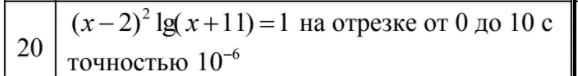 20
(x−2)² lg(x+11)=1 на отрезке от 0 до 10 с
точностью 10⁻⁶